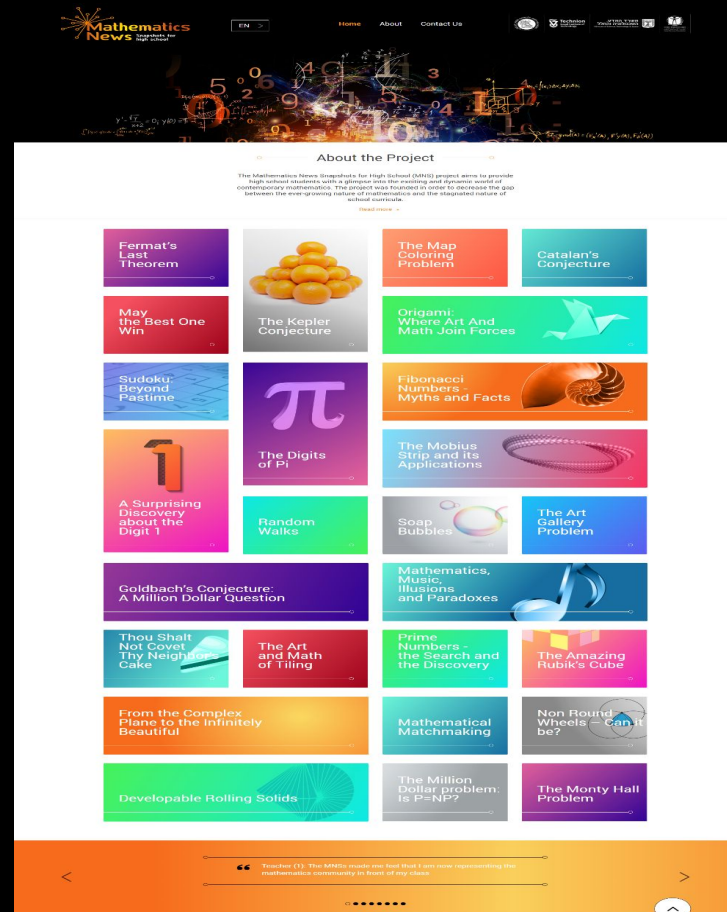 Mathematics
News Snapshots for
high school
EN >
Home About Contact Us
Technion
About the Project
The Mathematics News Snapshots for High School (MNS) project aims to provide
high school students with a glimpse into the exisiting and dynamic world of
contemporary mathematics. The project was founded in order to decrease the gap
between the ever-growing nature of mathematics and the stagnated nature of
school curricula.
Read more >
Fermat's
Last
Theorem
The Kepler
Conjecture
The Map
Coloring
Problem
Catalan's
Conjecture
May
the Best One
Win
Origami:
Where Art And
Math Join Forces
Sudoku:
Beyond
Pastime
π
The Digits
of Pi
Fibonacci
Numbers -
Myths and Facts
1
A Surprising
Discovery
about the
Digit 1
The Mobius
Strip and its
Applications
Random
Walks
Soap
Bubbles
The Art
Gallery
Problem
Goldbach's Conjecture:
A Million Dollar Question
Mathematics,
Music,
Illusions
and Paradoxes
Thou Shalt
Not Covet
Thy Neighbors
Cake
The Art
and Math
of Tiling
Prime
Numbers -
the Search and
the Discovery
The Amazing
Rubik's Cube
From the Complex
Plane to the Infinitely
Beautiful
Mathematical
Matchmaking
Non Round
Wheels – Can it
be?
Developable Rolling Solids
The Million
Dollar problem:
Is P=NP?
The Monty Hall
Problem
Teacher (1): The MNSs made me feel that I am now representing the
mathematics community in front of my class